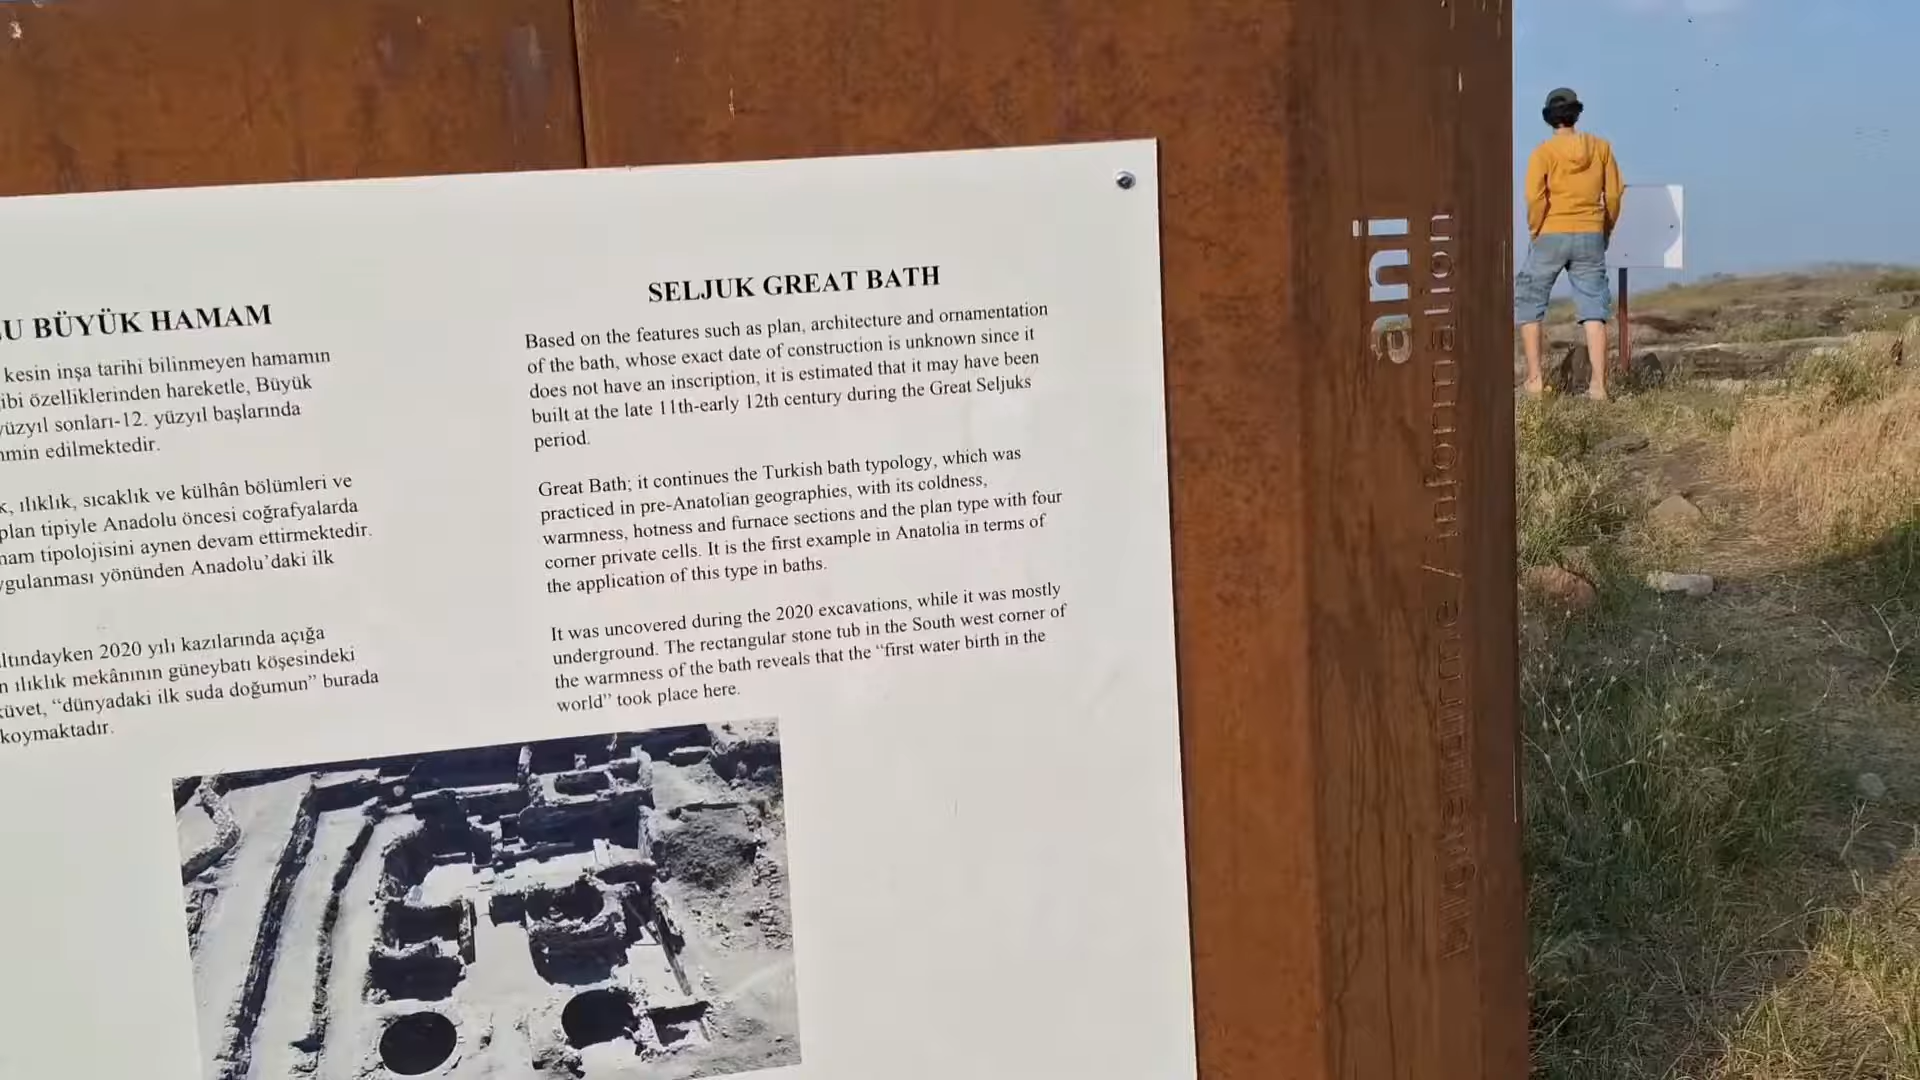 BÜYÜK HAMAM
kesin inşa tarihi bilinmeyen hamamın
özelliklerinden hareketle, Büyük
sonları-12. yüzyıl başlarında
edilmektedir.
ılıklık, sıcaklık ve külhân bölümleri ve
plan tipiyle Anadolu öncesi coğrafyalarda
tipolojisini aynen devam ettirmektedir.
yönünden Anadolu'daki ilk
2020 yılı kazılarında açığa
ılıklık mekânının güneybatı köşesindeki
"dünyadaki ilk suda doğumun" burada
koymaktadır.
SELJUK GREAT BATH
Based on the features such as plan, architecture and ornamentation
of the bath, whose exact date of construction is unknown since it
does not have an inscription, it is estimated that it may have been
built at the late 11th-early 12th century during the Great Seljuks
period.
Great Bath; it continues the Turkish bath typology, which was
practiced in pre-Anatolian geographies, with its coldness,
warmness, hotness and furnace sections and the plan type with four
corner private cells. It is the first example in Anatolia in terms of
the application of this type in baths.
It was uncovered during the 2020 excavations, while it was mostly
underground. The rectangular stone tub in the South west corner of
the warmness of the bath reveals that the "first water birth in the
world" took place here.
ani
bilgilendirme / information